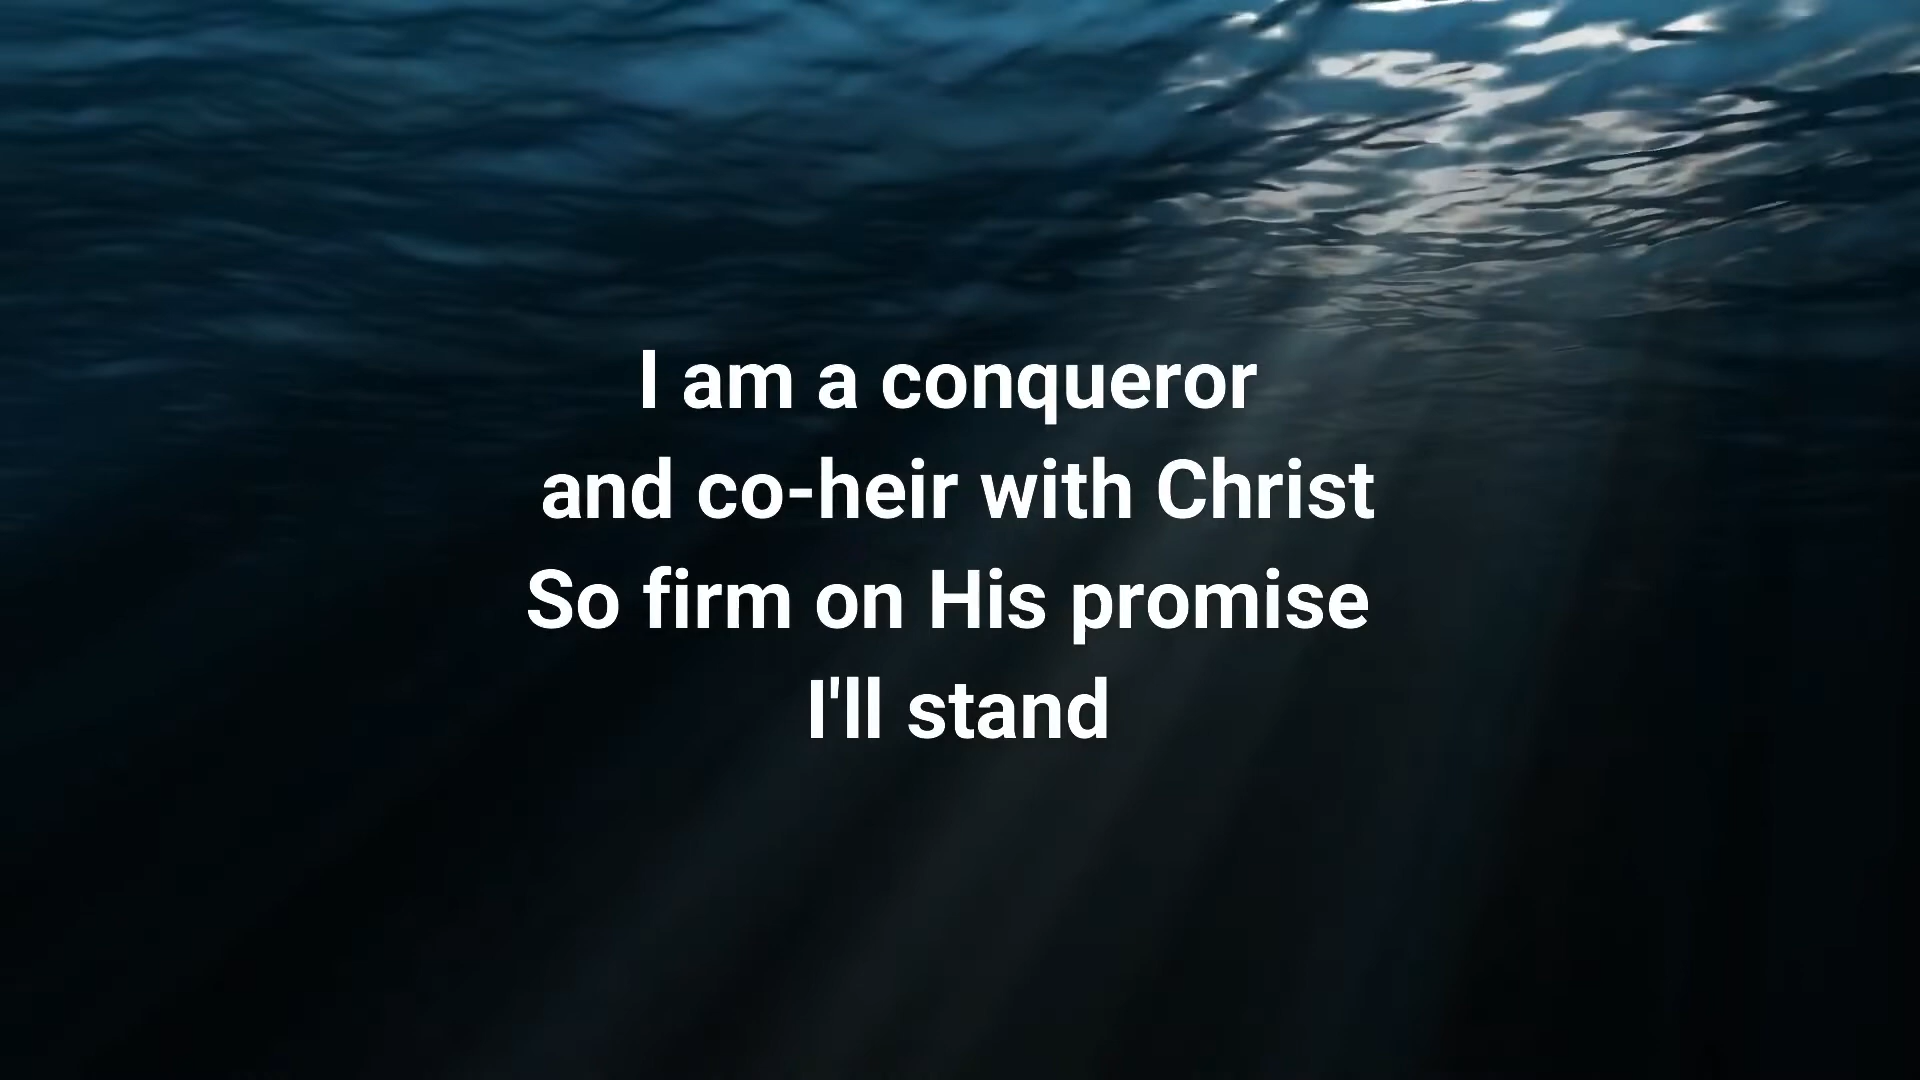 I am a conqueror
and co-heir with Christ
So firm on His promise
I'll stand